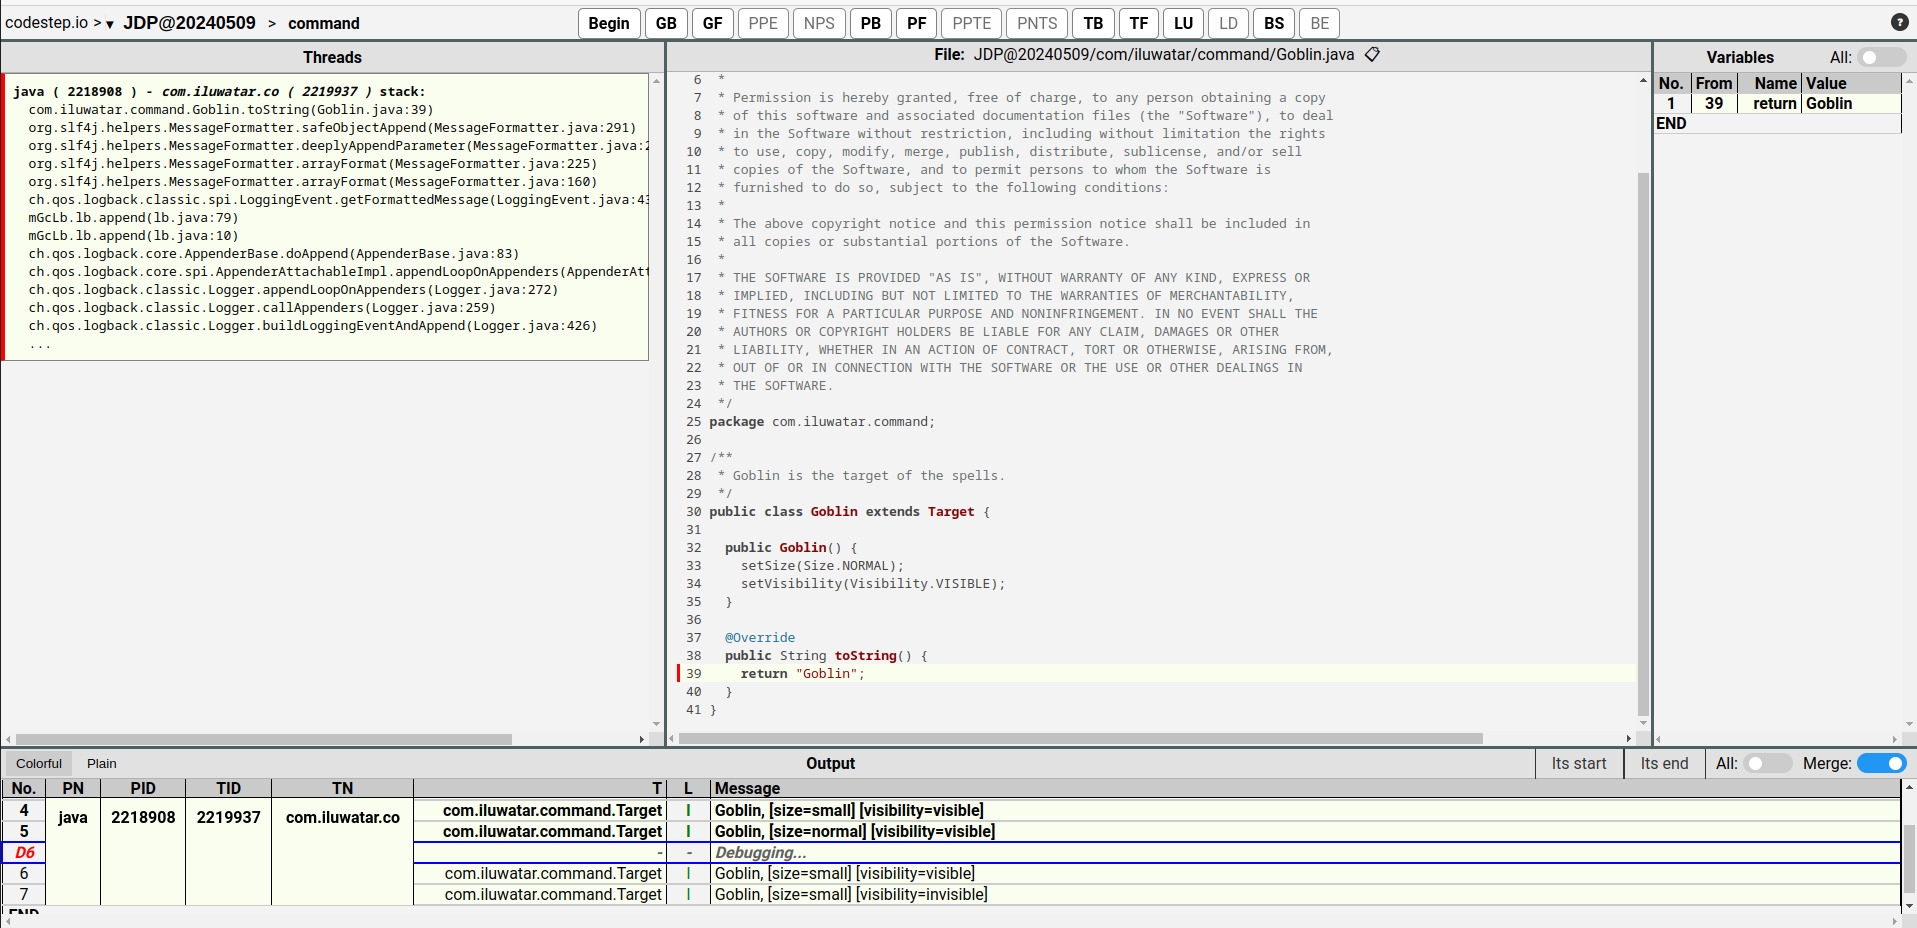 codestep.io > ▼ JDP@20240509 > command
Begin GB GF PPE NPS PB PF PPTE PNTS TB TF LU LD BS BE ?
Threads
java ( 2218908 ) - com.iluwatar.co ( 2219937 ) stack:
com.iluwatar.command.Goblin.toString(Goblin.java:39)
org.slf4j.helpers.MessageFormatter.safeObjectAppend(MessageFormatter.java:291)
org.slf4j.helpers.MessageFormatter.deeplyAppendParameter(MessageFormatter.java:2
org.slf4j.helpers.MessageFormatter.arrayFormat(MessageFormatter.java:225)
org.slf4j.helpers.MessageFormatter.arrayFormat(MessageFormatter.java:160)
ch.qos.logback.classic.spi.LoggingEvent.getFormattedMessage(LoggingEvent.java:43
mGcLb.lb.append(lb.java:79)
mGcLb.lb.append(lb.java:10)
ch.qos.logback.core.AppenderBase.doAppend(AppenderBase.java:83)
ch.qos.logback.core.spi.AppenderAttachableImpl.appendLoopOnAppenders(AppenderAtt
ch.qos.logback.classic.Logger.appendLoopOnAppenders(Logger.java:272)
ch.qos.logback.classic.Logger.callAppenders(Logger.java:259)
ch.qos.logback.classic.Logger.buildLoggingEventAndAppend(Logger.java:426)
...
File: JDP@20240509/com/iluwatar/command/Goblin.java
6 *
7 * Permission is hereby granted, free of charge, to any person obtaining a copy
8 * of this software and associated documentation files (the "Software"), to deal
9 * in the Software without restriction, including without limitation the rights
10 * to use, copy, modify, merge, publish, distribute, sublicense, and/or sell
11 * copies of the Software, and to permit persons to whom the Software is
12 * furnished to do so, subject to the following conditions:
13 *
14 * The above copyright notice and this permission notice shall be included in
15 * all copies or substantial portions of the Software.
16 *
17 * THE SOFTWARE IS PROVIDED "AS IS", WITHOUT WARRANTY OF ANY KIND, EXPRESS OR
18 * IMPLIED, INCLUDING BUT NOT LIMITED TO THE WARRANTIES OF MERCHANTABILITY,
19 * FITNESS FOR A PARTICULAR PURPOSE AND NONINFRINGEMENT. IN NO EVENT SHALL THE
20 * AUTHORS OR COPYRIGHT HOLDERS BE LIABLE FOR ANY CLAIM, DAMAGES OR OTHER
21 * LIABILITY, WHETHER IN AN ACTION OF CONTRACT, TORT OR OTHERWISE, ARISING FROM,
22 * OUT OF OR IN CONNECTION WITH THE SOFTWARE OR THE USE OR OTHER DEALINGS IN
23 * THE SOFTWARE.
24 */
25 package com.iluwatar.command;
26
27 /**
28 * Goblin is the target of the spells.
29 */
30 public class Goblin extends Target {
31
32 public Goblin() {
33 setSize(Size.NORMAL);
34 setVisibility(Visibility.VISIBLE);
35 }
36
37 @Override
38 public String toString() {
39 return "Goblin";
40 }
41 }
Variables All:
No. From Name Value
1 39 return Goblin
END
Colorful Plain Output Its start Its end All: Merge:
No. PN PID TID TN T L Message
4 java 2218908 2219937 com.iluwatar.co com.iluwatar.command.Target I Goblin, [size=small] [visibility=visible]
5 com.iluwatar.command.Target I Goblin, [size=normal] [visibility=visible]
D6 - - Debugging...
6 com.iluwatar.command.Target I Goblin, [size=small] [visibility=visible]
7 com.iluwatar.command.Target I Goblin, [size=small] [visibility=invisible]
END